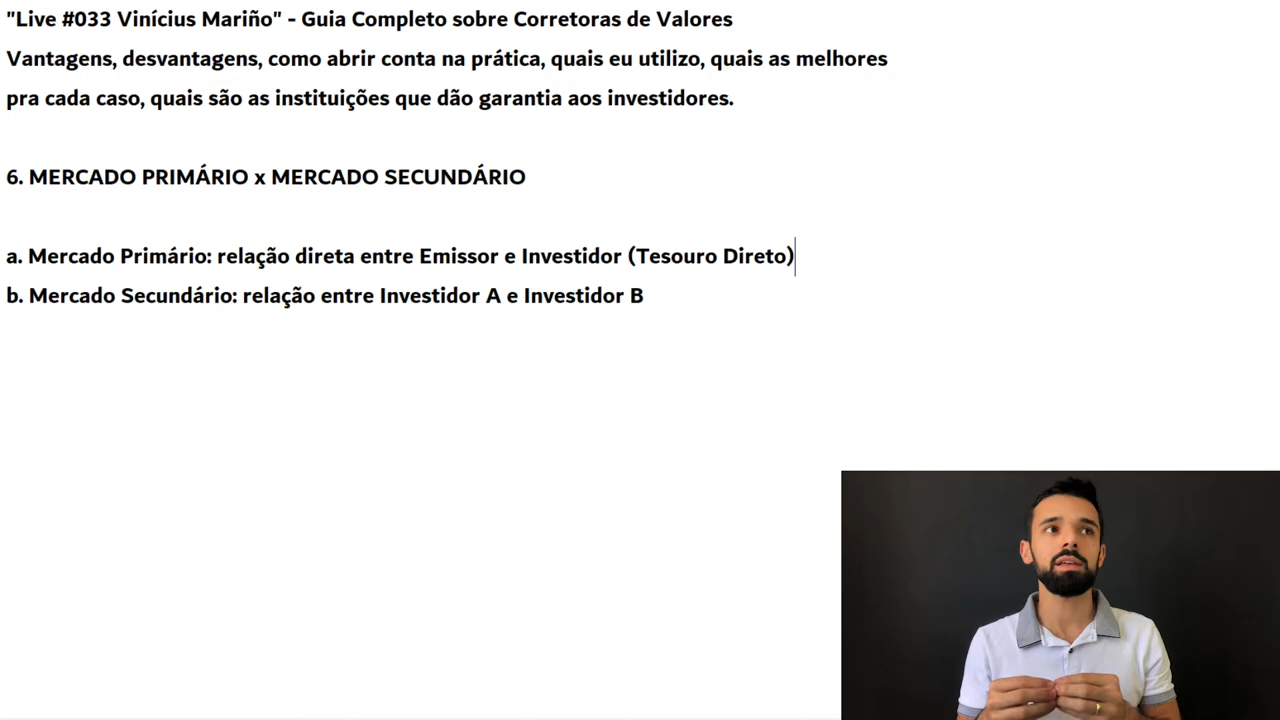 "Live #033 Vinícius Mariño" - Guia Completo sobre Corretoras de Valores
Vantagens, desvantagens, como abrir conta na prática, quais eu utilizo, quais as melhores
pra cada caso, quais são as instituições que dão garantia aos investidores.
6. MERCADO PRIMÁRIO x MERCADO SECUNDÁRIO
a. Mercado Primário: relação direta entre Emissor e Investidor (Tesouro Direto)
b. Mercado Secundário: relação entre Investidor A e Investidor B